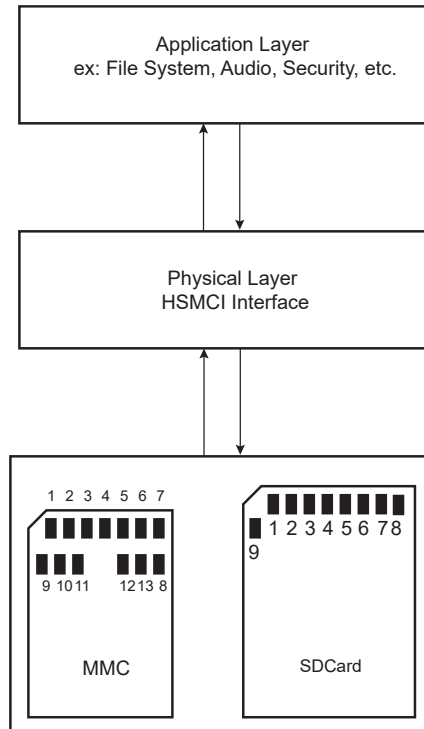 Application Layer
ex: File System, Audio, Security, etc.
Physical Layer
HSMCI Interface
1 2 3 4 5 6 7
9 10 11 12 13 8
MMC
1 2 3 4 5 6 7 8
9
SDCard